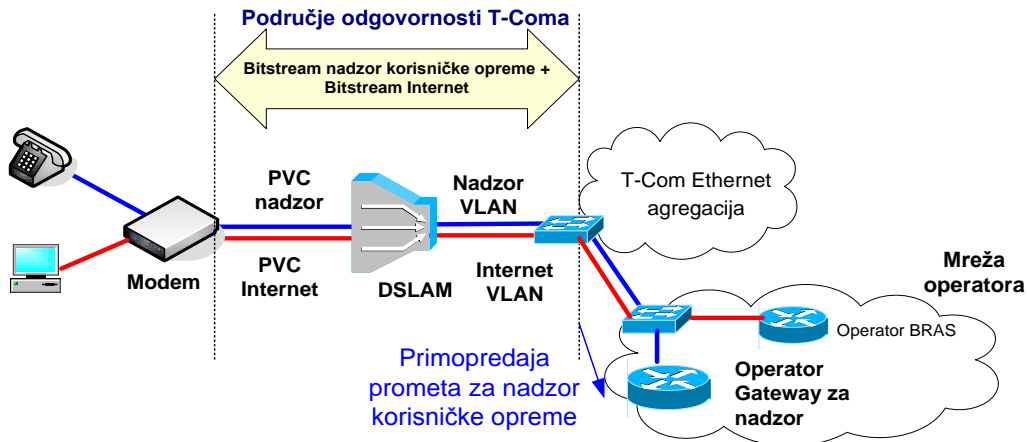 Područje odgovornosti T-Coma
Bitstream nadzor korisničke opreme +
Bitstream Internet
PVC
nadzor
Nadzor
VLAN
T-Com Ethernet
agregacija
Modem
PVC
Internet
DSLAM
Internet
VLAN
Mreža
operatora
Operator BRAS
Primopredaja
prometa za nadzor
korisničke opreme
Operator
Gateway za
nadzor